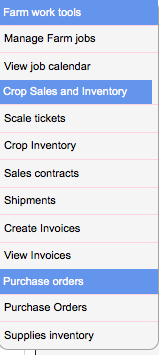 Farm work tools
Manage Farm jobs
View job calendar
Crop Sales and Inventory
Scale tickets
Crop Inventory
Sales contracts
Shipments
Create Invoices
View Invoices
Purchase orders
Purchase Orders
Supplies inventory